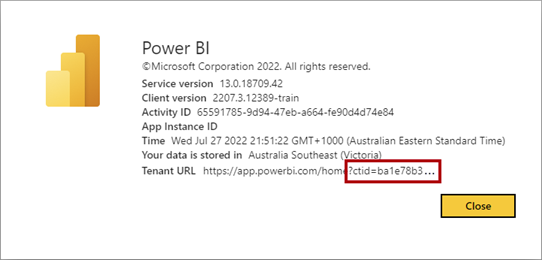 Power BI
©Microsoft Corporation 2022. All rights reserved.
Service version 13.0.18709.42
Client version 2207.3.12389-train
Activity ID 65591785-9d94-47eb-a664-fe90d4d74e84
App Instance ID
Time Wed Jul 27 2022 21:51:22 GMT+1000 (Australian Eastern Standard Time)
Your data is stored in Australia Southeast (Victoria)
Tenant URL https://app.powerbi.com/home?ctid=ba1e78b3...
Close